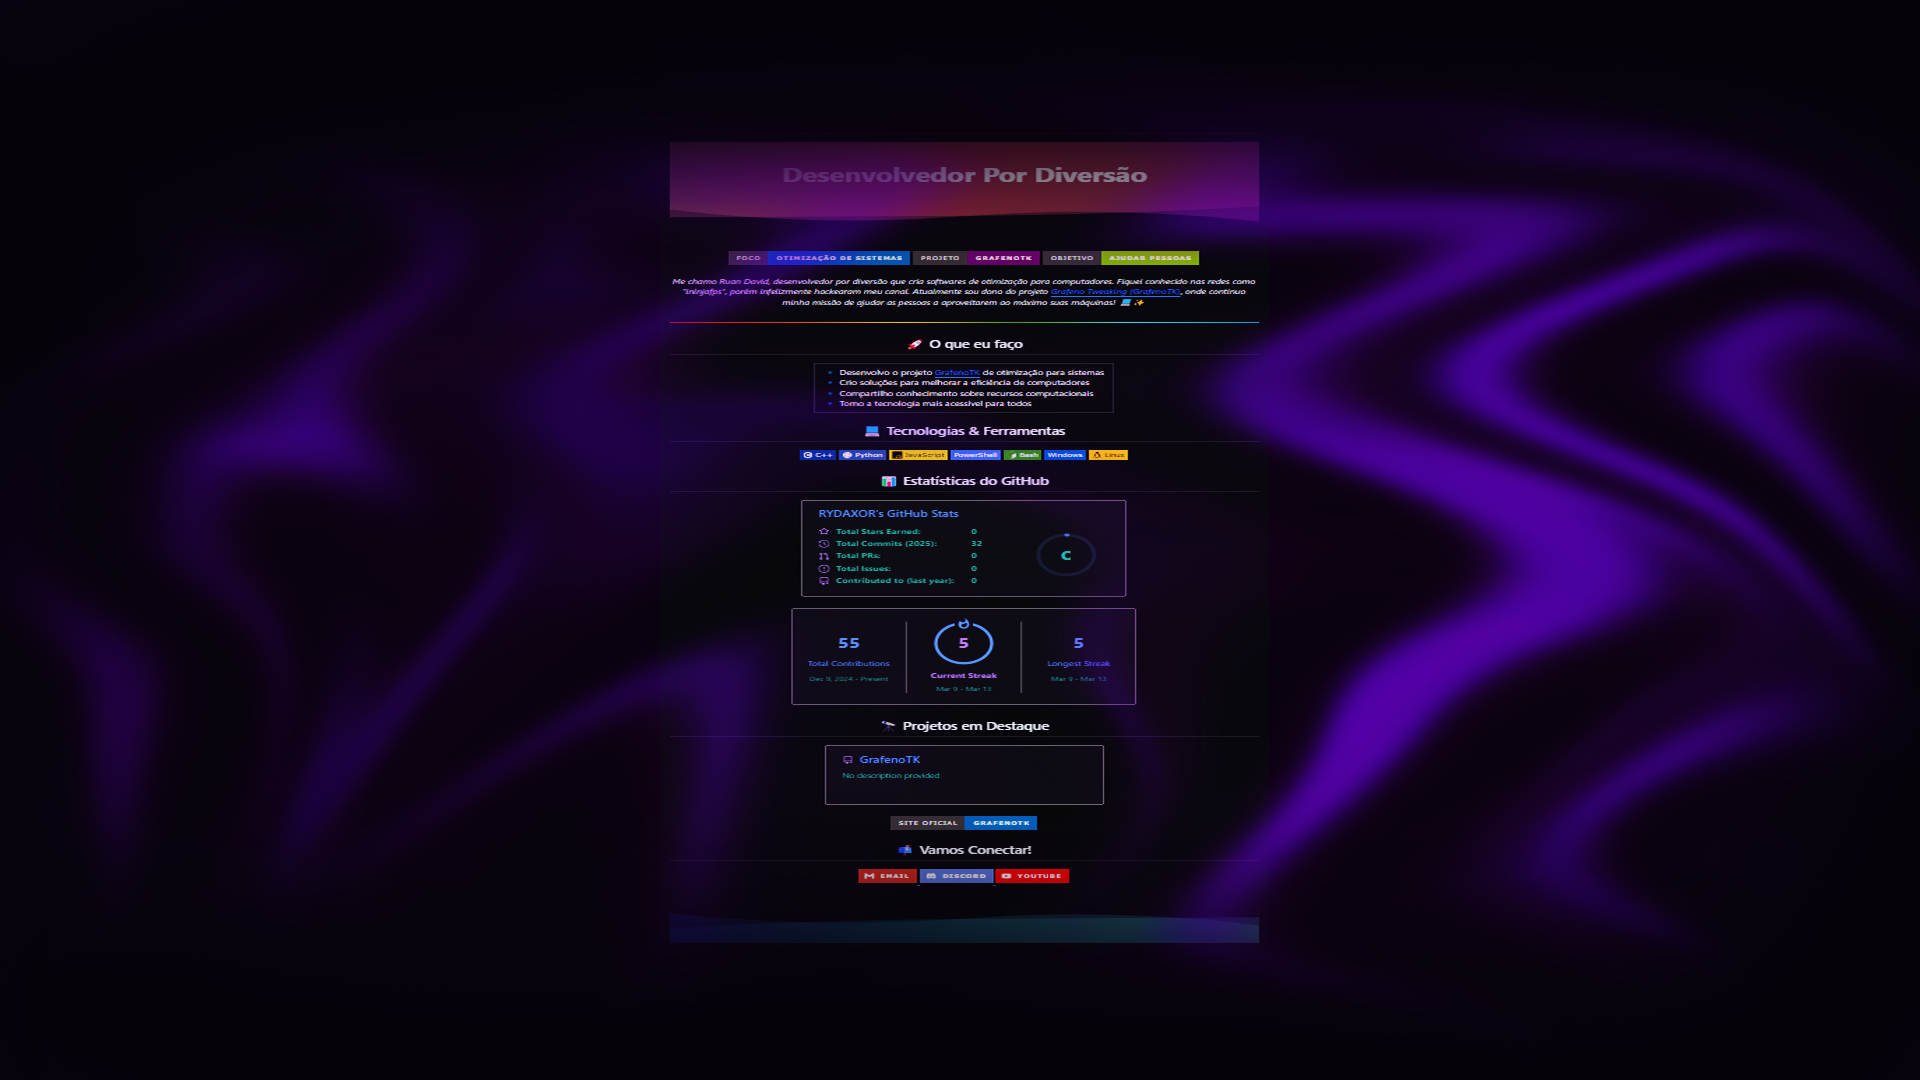 Desenvolvedor Por Diversão
FOCO OTIMIZAÇÃO DE SISTEMAS PROJETO GRAFENOTK OBJETIVO AJUDAR PESSOAS
Me chamo Ruan David, desenvolvedor por diversão que cria softwares de otimização para computadores. Fiquei conhecido nas redes como
"ininjafps", porém infelizmente hackearam meu canal. Atualmente sou dono do projeto Grafeno Tweaking (GrafenoTK), onde continuo
minha missão de ajudar as pessoas a aproveitarem ao máximo suas máquinas! 💻 ✨
🚀 O que eu faço
Desenvolvo o projeto GrafenoTK de otimização para sistemas
Crio soluções para melhorar a eficiência de computadores
Compartilho conhecimento sobre recursos computacionais
Torno a tecnologia mais acessível para todos
💻 Tecnologias & Ferramentas
C++ Python JavaScript PowerShell Bash Windows Linux
📊 Estatísticas do GitHub
RYDAXOR's GitHub Stats
Total Stars Earned: 0
Total Commits (2025): 32
Total PRs: 0
Total Issues: 0
Contributed to (last year): 0
C
55 5 5
Total Contributions Current Streak Longest Streak
Dec 9, 2024 - Present Mar 9 - Mar 13 Mar 9 - Mar 13
🔭 Projetos em Destaque
GrafenoTK
No description provided
SITE OFICIAL GRAFENOTK
📫 Vamos Conectar!
EMAIL DISCORD YOUTUBE